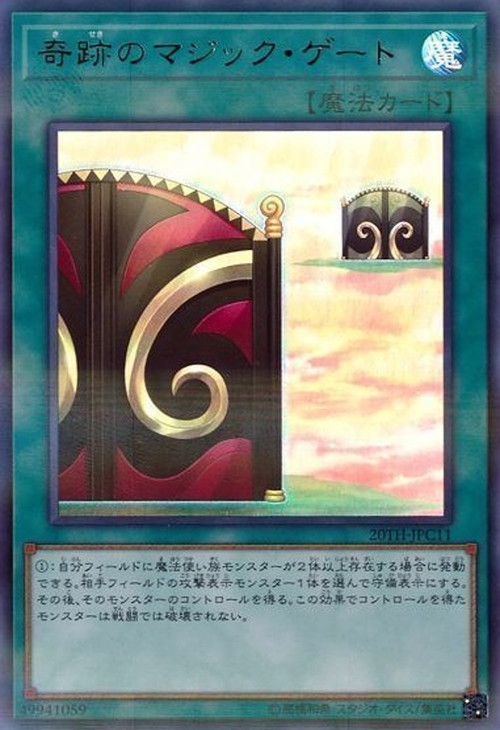 奇跡のマジック・ゲート
魔
【魔法カード】
20TH-JPC11
①:自分フィールドに魔法使い族モンスターが2体以上存在する場合に発動
できる。相手フィールドの攻撃表示モンスター1体を選んで守備表示にする。
その後、そのモンスターのコントロールを得る。この効果でコントロールを得た
モンスターは戦闘では破壊されない。
49941059 ©高橋和希 スタジオ・ダイス/集英社